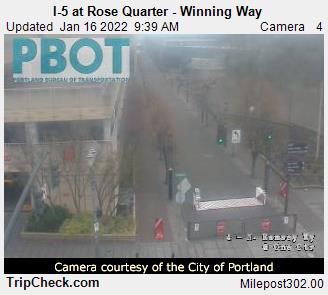 I-5 at Rose Quarter - Winning Way
Updated Jan 16 2022 9:39 AM Camera 4
PBOT
PORTLAND BUREAU OF TRANSPORTATION
Camera courtesy of the City of Portland
TripCheck.com Milepost302.00